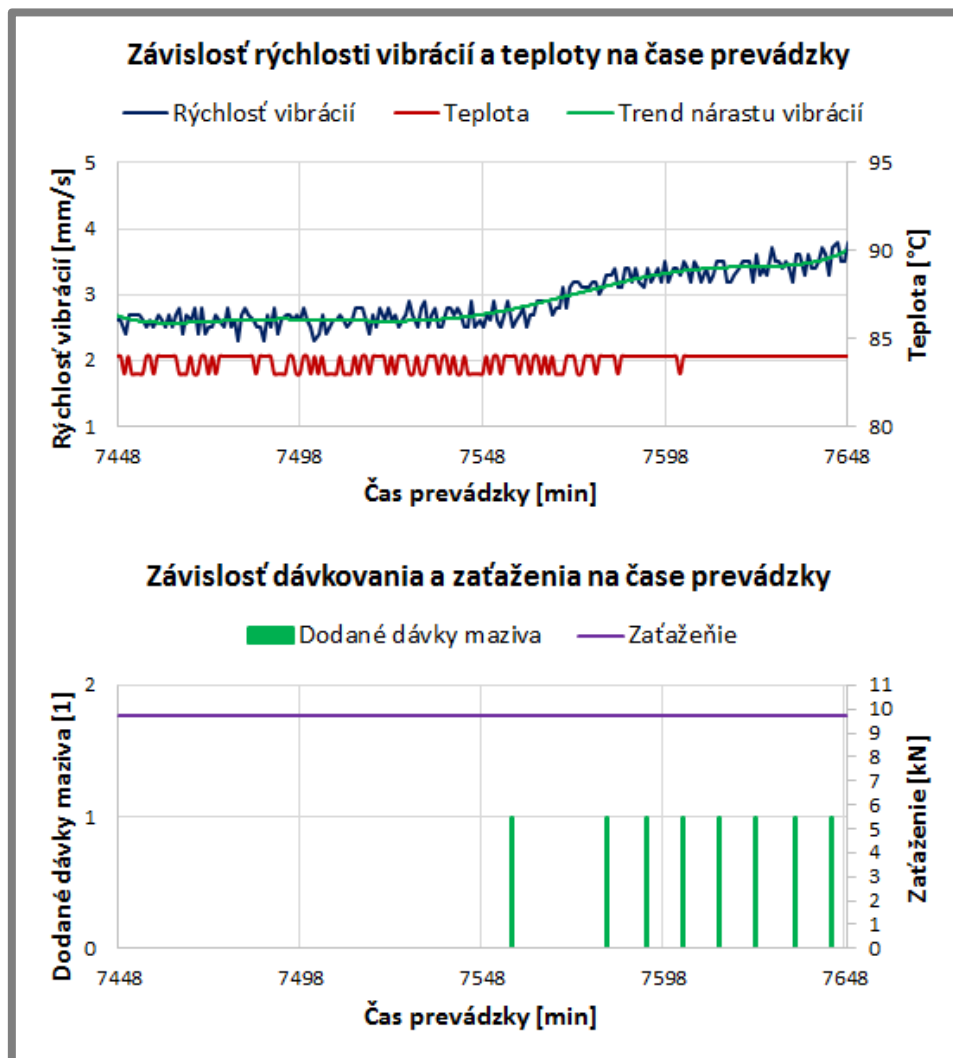 Závislosť rýchlosti vibrácií a teploty na čase prevádzky
Rýchlosť vibrácií
Teplota
Trend nárastu vibrácií
Rýchlosť vibrácií [mm/s]
5
4
3
2
1
95
90
85
80
Teplota [°C]
7448
7498
7548
7598
7648
Čas prevádzky [min]
Závislosť dávkovania a zaťaženia na čase prevádzky
Dodané dávky maziva
Zaťažeňie
Dodané dávky maziva [1]
2
1
0
11
10
9
8
7
6
5
4
3
2
1
0
Zaťaženie [kN]
7448
7498
7548
7598
7648
Čas prevádzky [min]